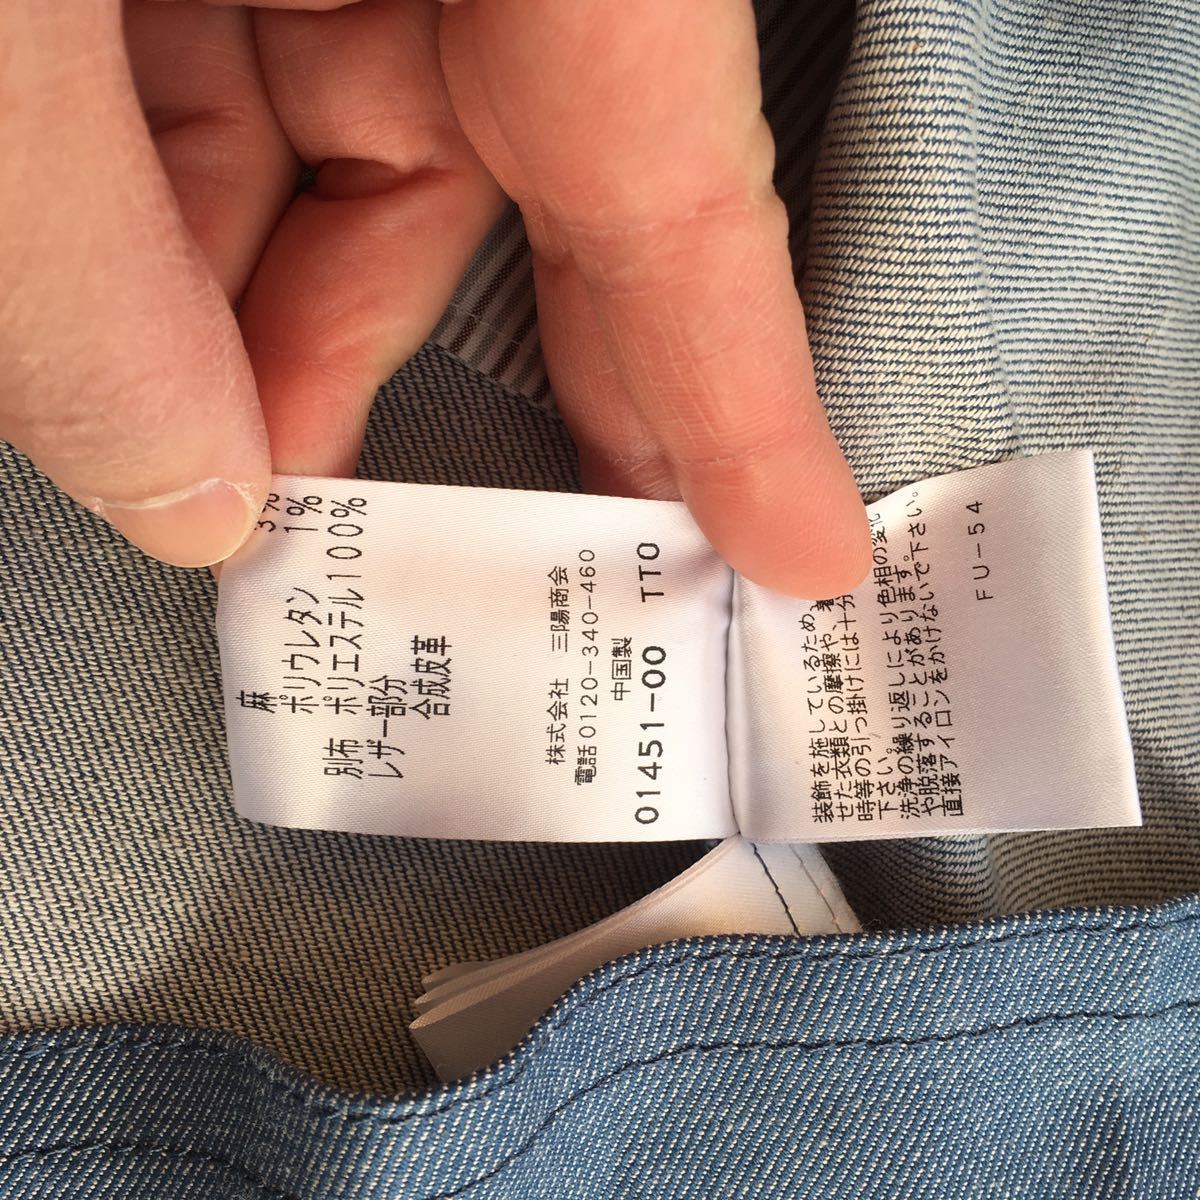 麻 3%
ポリウレタン 1%
別布 ポリエステル100%
レザー部分
合成皮革
株式会社 三陽商会
電話0120-340-460
中国製
01451-00 TTO
装飾を施しているため、着
せた衣類との摩擦や、
時等の引っ掛けには十分
下さい。
洗浄の繰り返しにより色相の変化
や脱落することがあります。
直接アイロンをかけないで下さい。
FU-54